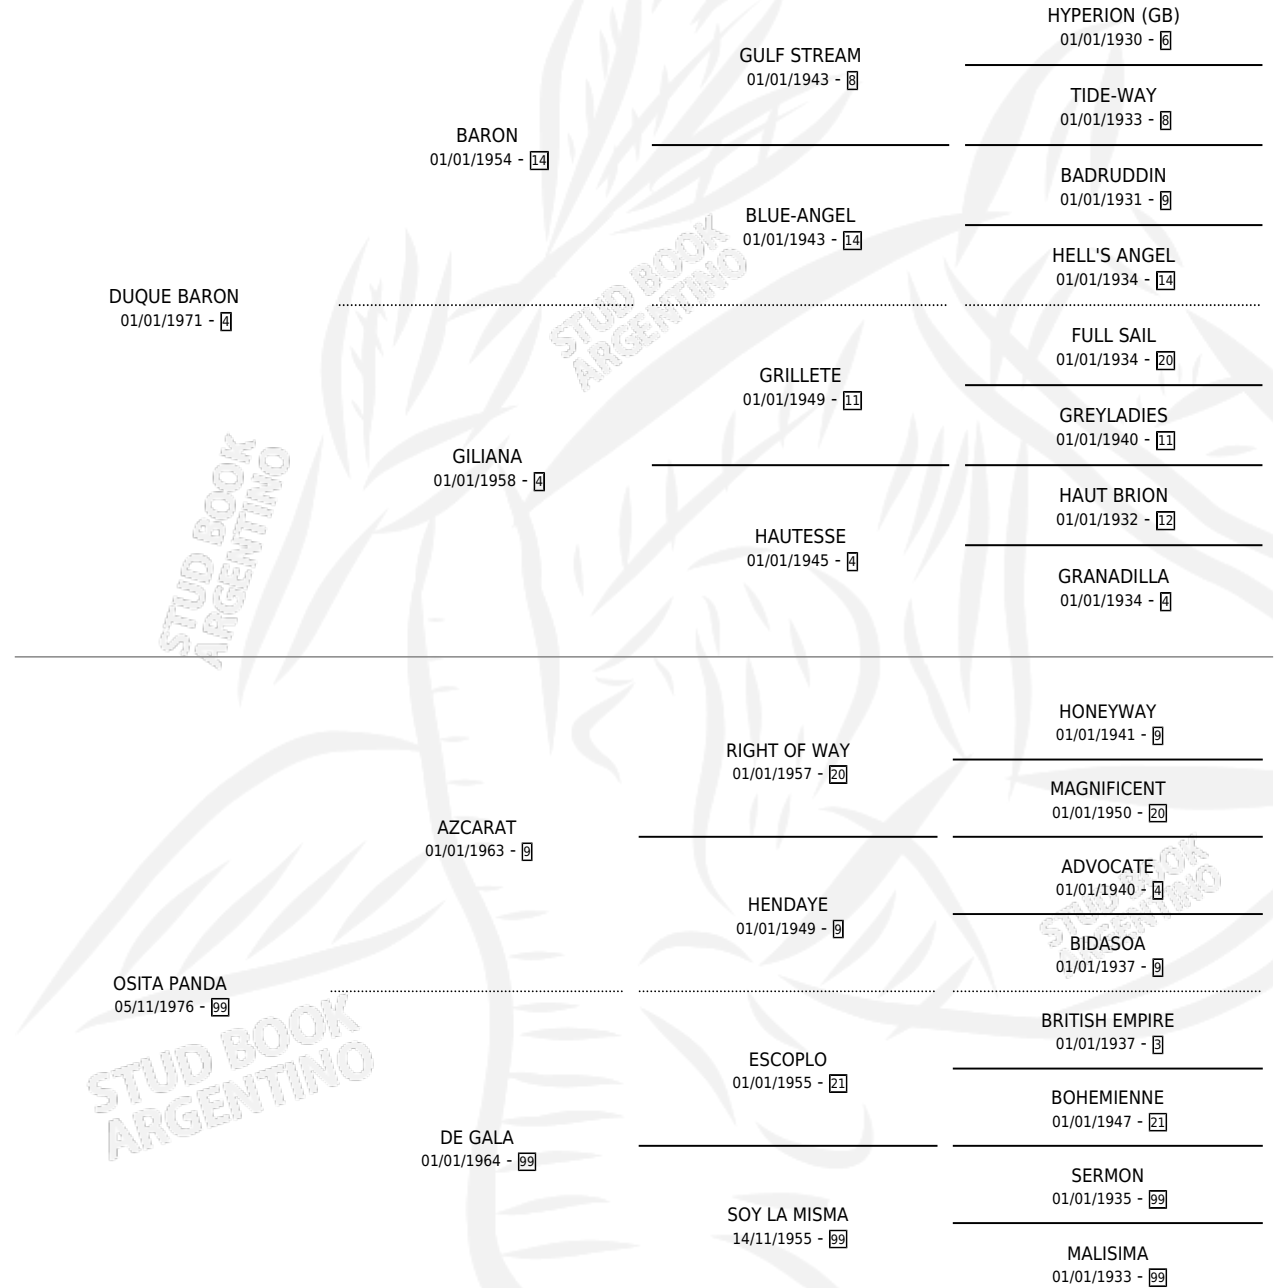 HYPERION (GB)
01/01/1930 - 6
GULF STREAM
01/01/1943 - 8
TIDE-WAY
01/01/1933 - 8
BARON
01/01/1954 - 14
BADRUDDIN
01/01/1931 - 9
BLUE-ANGEL
01/01/1943 - 14
HELL'S ANGEL
01/01/1934 - 14
DUQUE BARON
01/01/1971 - 4
FULL SAIL
01/01/1934 - 20
GRILLETE
01/01/1949 - 11
GREYLADIES
01/01/1940 - 11
GILIANA
01/01/1958 - 4
HAUT BRION
01/01/1932 - 12
HAUTESSE
01/01/1945 - 4
GRANADILLA
01/01/1934 - 4
HONEYWAY
01/01/1941 - 9
RIGHT OF WAY
01/01/1957 - 20
MAGNIFICENT
01/01/1950 - 20
AZCARAT
01/01/1963 - 9
ADVOCATE
01/01/1940 - 4
HENDAYE
01/01/1949 - 9
BIDASOA
01/01/1937 - 9
OSITA PANDA
05/11/1976 - 99
BRITISH EMPIRE
01/01/1937 - 3
ESCOPLO
01/01/1955 - 21
BOHEMIENNE
01/01/1947 - 21
DE GALA
01/01/1964 - 99
SERMON
01/01/1935 - 99
SOY LA MISMA
14/11/1955 - 99
MALISIMA
01/01/1933 - 99
STUD BOOK
ARGENTINO
STUD BOOK
ARGENTINO
STUD BOOK
ARGENTINO
STUD BOOK
ARGENTINO